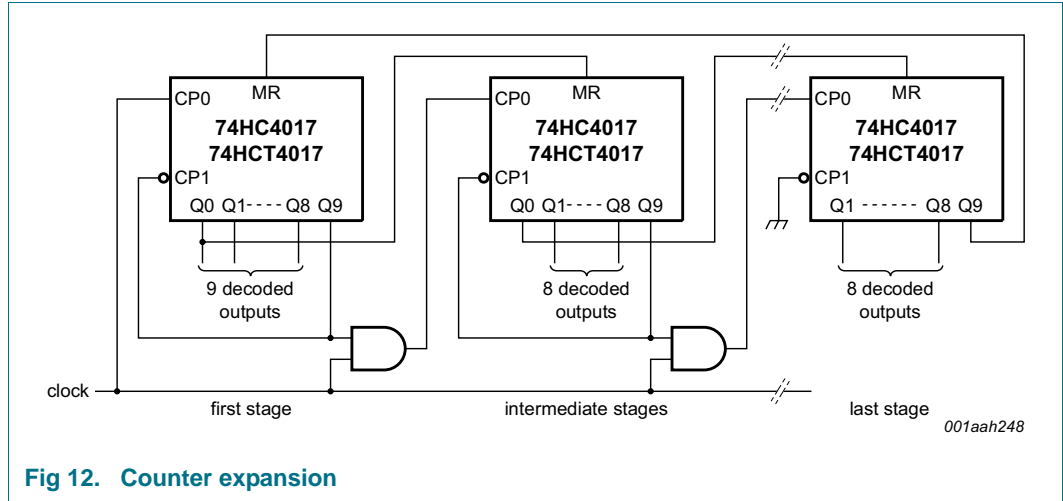 MR MR MR
CP0 CP0 CP0
74HC4017 74HC4017 74HC4017
74HCT4017 74HCT4017 74HCT4017
CP1 CP1 CP1
Q0 Q1 - - - - Q8 Q9 Q0 Q1 - - - - Q8 Q9 Q1 - - - - - - Q8 Q9
9 decoded 8 decoded 8 decoded
outputs outputs outputs
clock
first stage intermediate stages last stage
001aah248
Fig 12. Counter expansion